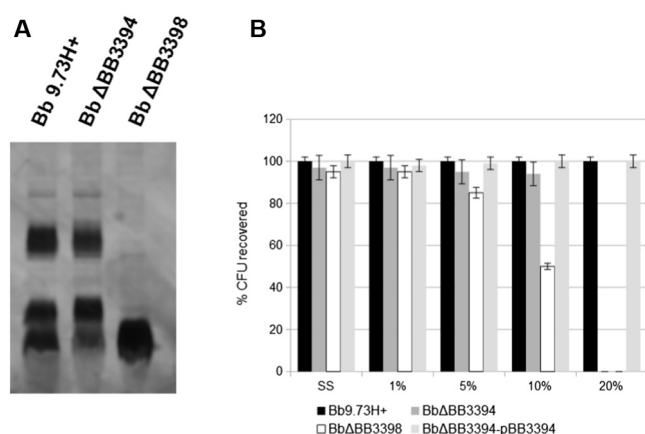 A
Bb 9.73H+
Bb ΔBB3394
Bb ΔBB3398
B
% CFU recovered
120
100
80
60
40
20
0
SS 1% 5% 10% 20%
Bb9.73H+ BbΔBB3394
BbΔBB3398 BbΔBB3394-pBB3394